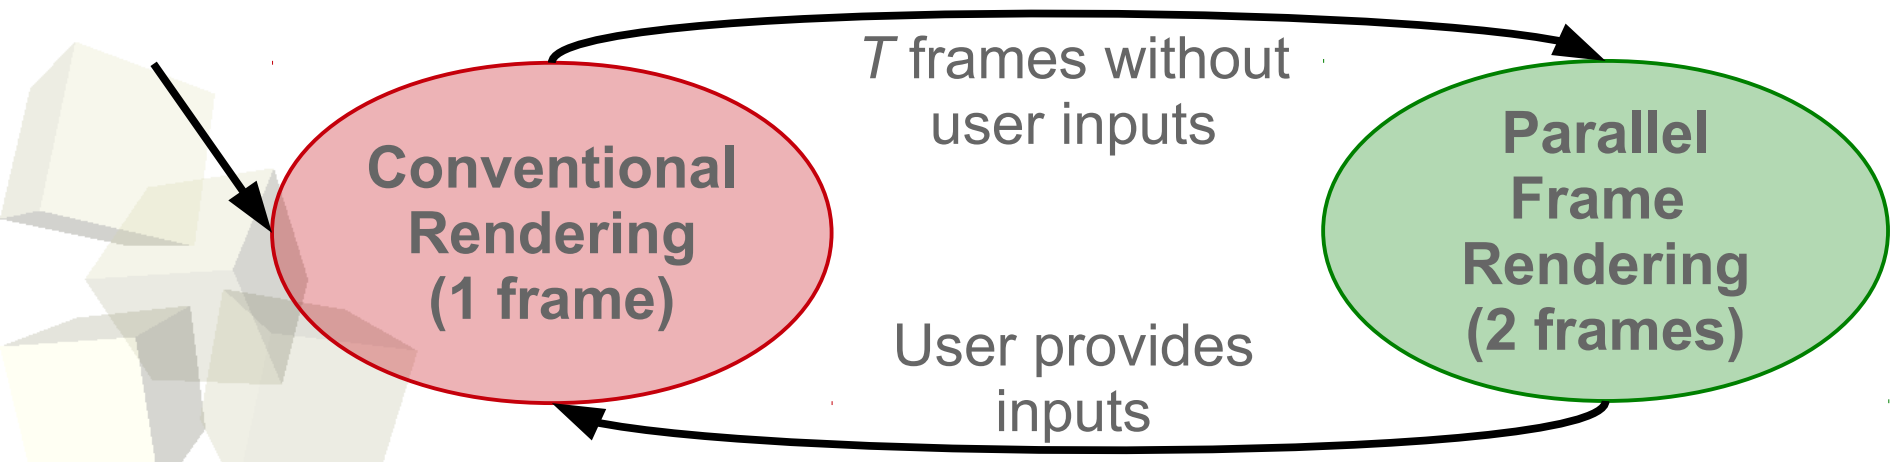 T frames without
user inputs
Conventional
Rendering
(1 frame)
Parallel
Frame
Rendering
(2 frames)
User provides
inputs